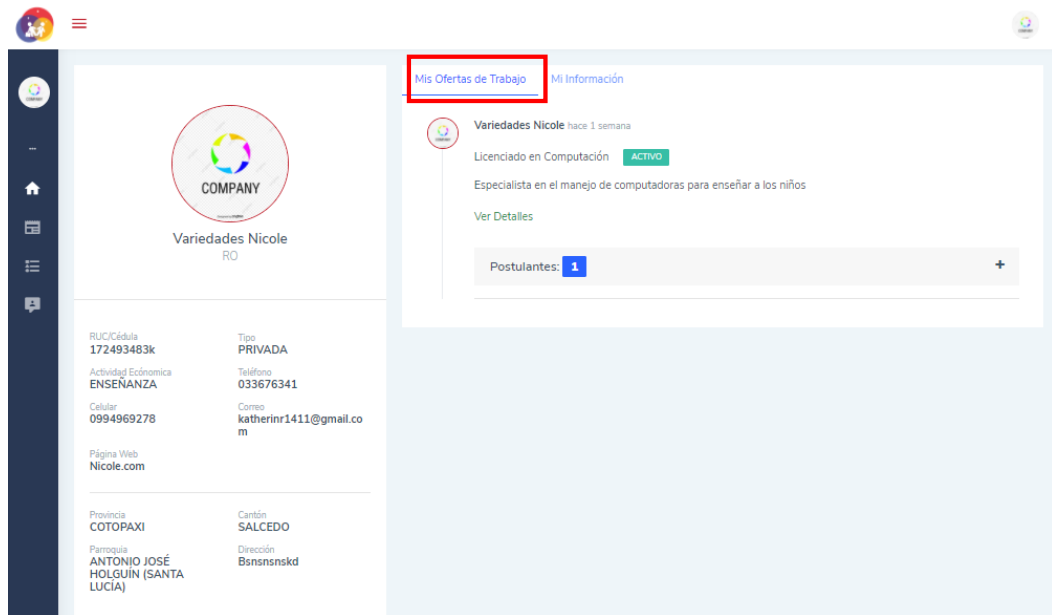 Mis Ofertas de Trabajo
Mi Información
COMPANY
Variedades Nicole
RO
RUC/Cédula
172493483k
Tipo
PRIVADA
Actividad Ecónomica
ENSEÑANZA
Teléfono
033676341
Celular
0994969278
Correo
katherinr1411@gmail.co
m
Página Web
Nicole.com
Provincia
COTOPAXI
Cantón
SALCEDO
Parroquia
ANTONIO JOSÉ
HOLGUÍN (SANTA
LUCÍA)
Dirección
Bsnsnsnskd
Variedades Nicole hace 1 semana
Licenciado en Computación ACTIVO
Especialista en el manejo de computadoras para enseñar a los niños
Ver Detalles
Postulantes: 1 +